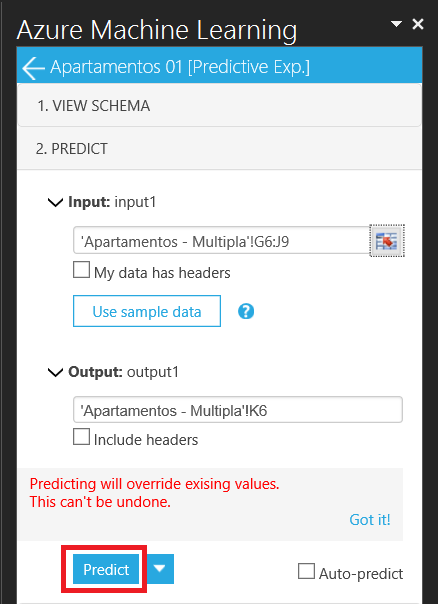 Azure Machine Learning
Apartamentos 01 [Predictive Exp.]
1. VIEW SCHEMA
2. PREDICT
Input: input1
'Apartamentos - Multipla'!G6:J9
My data has headers
Use sample data
?
Output: output1
'Apartamentos - Multipla'!K6
Include headers
Predicting will override exising values.
This can't be undone.
Got it!
Predict
Auto-predict